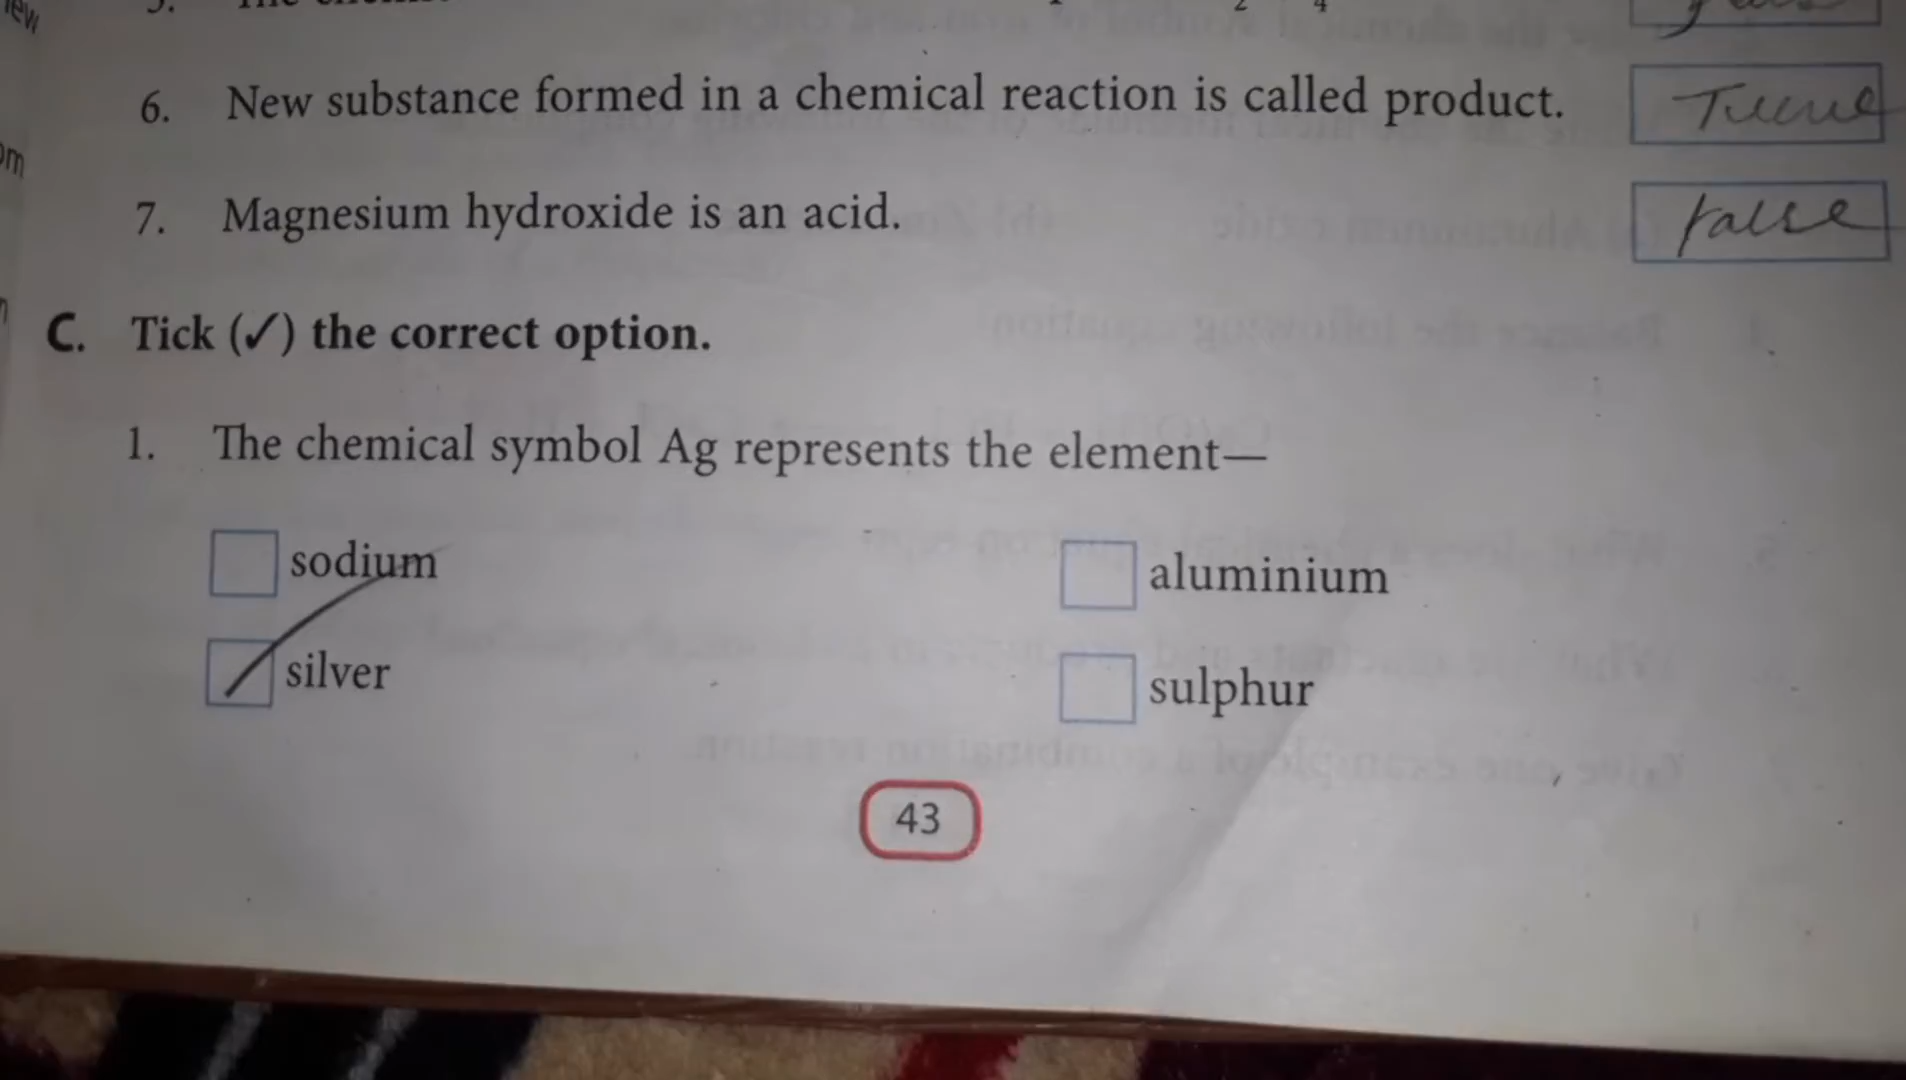 6. New substance formed in a chemical reaction is called product. True
7. Magnesium hydroxide is an acid. False
C. Tick (✓) the correct option.
1. The chemical symbol Ag represents the element—
sodium aluminium
silver sulphur
43